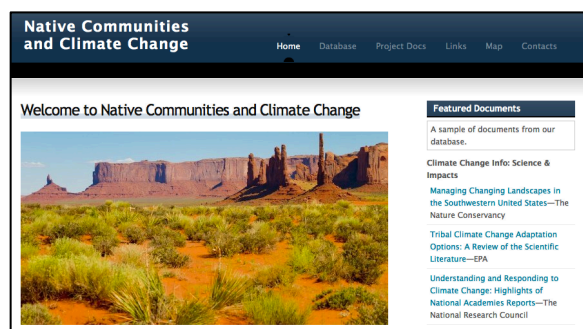 Native Communities
and Climate Change
Home Database Project Docs Links Map Contacts
Welcome to Native Communities and Climate Change
Featured Documents
A sample of documents from our
database.
Climate Change Info: Science &
Impacts
Managing Changing Landscapes in
the Southwestern United States—The
Nature Conservancy
Tribal Climate Change Adaptation
Options: A Review of the Scientific
Literature—EPA
Understanding and Responding to
Climate Change: Highlights of
National Academies Reports—The
National Research Council